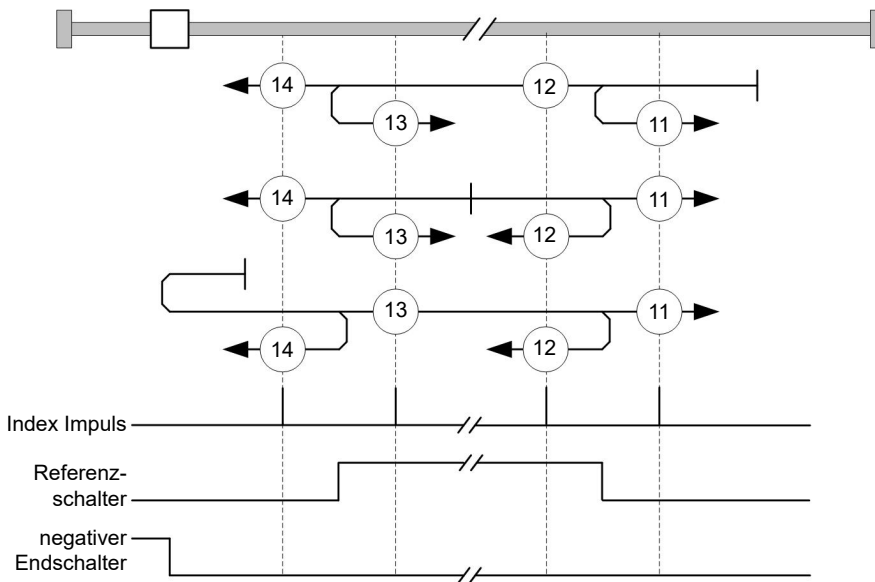 14
12
13
11
14
11
13
12
13
11
14
12
Index Impuls
Referenz-
schalter
negativer
Endschalter